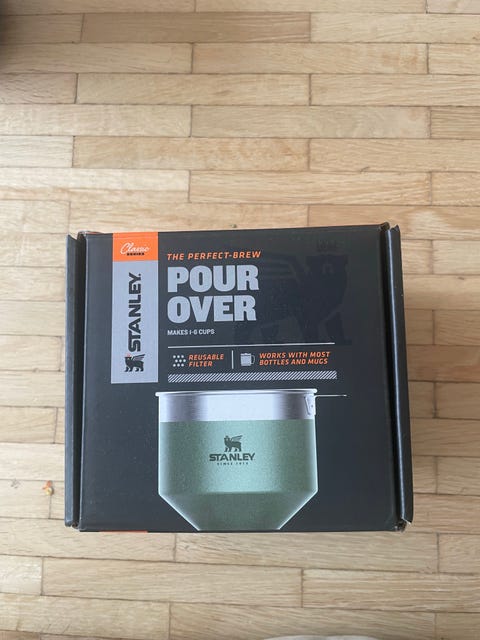 Classic
SERIES
STANLEY
THE PERFECT-BREW
POUR
OVER
MAKES 1-6 CUPS
REUSABLE
FILTER
WORKS WITH MOST
BOTTLES AND MUGS
STANLEY
SINCE 1913